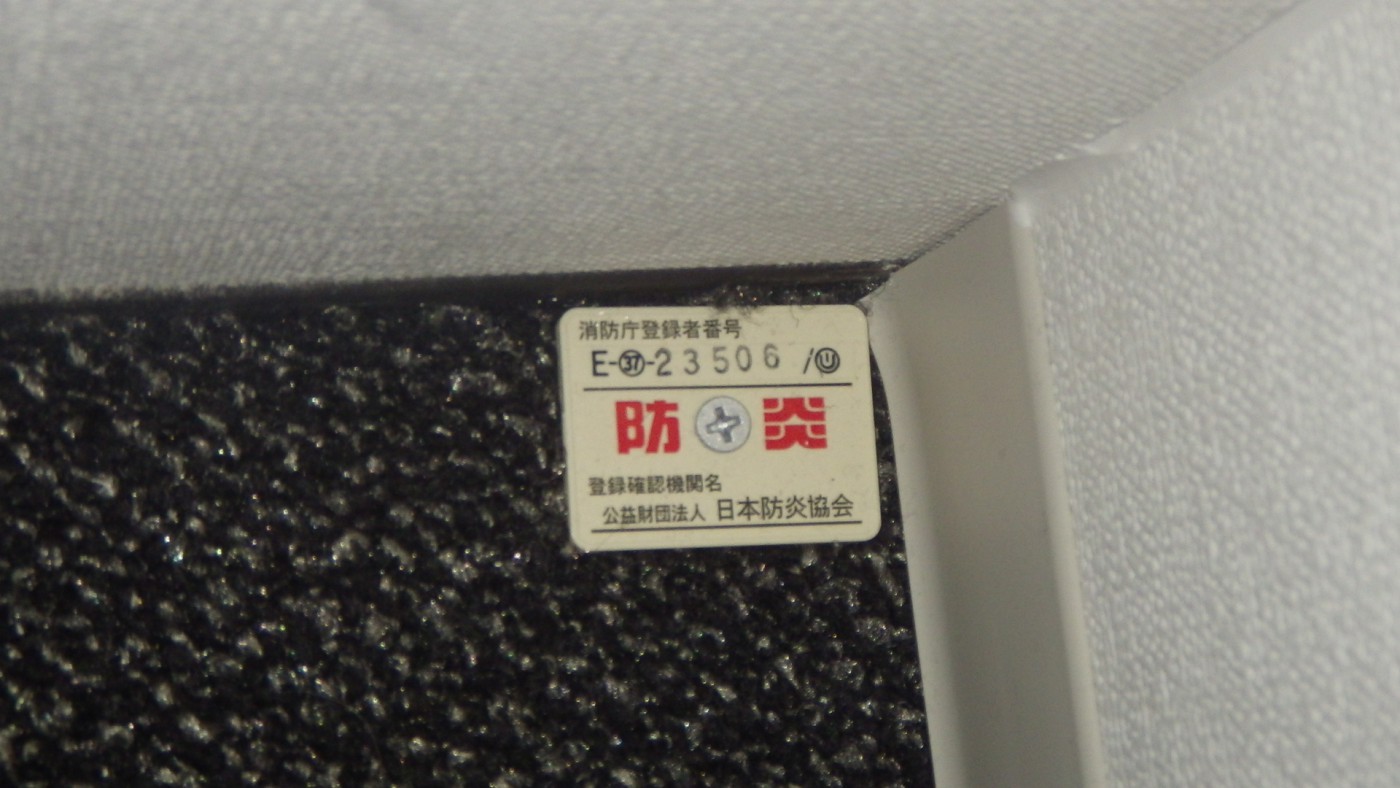 消防庁登録者番号
E-㊲-23506 /
防炎
登録確認機関名
公益財団法人 日本防炎協会